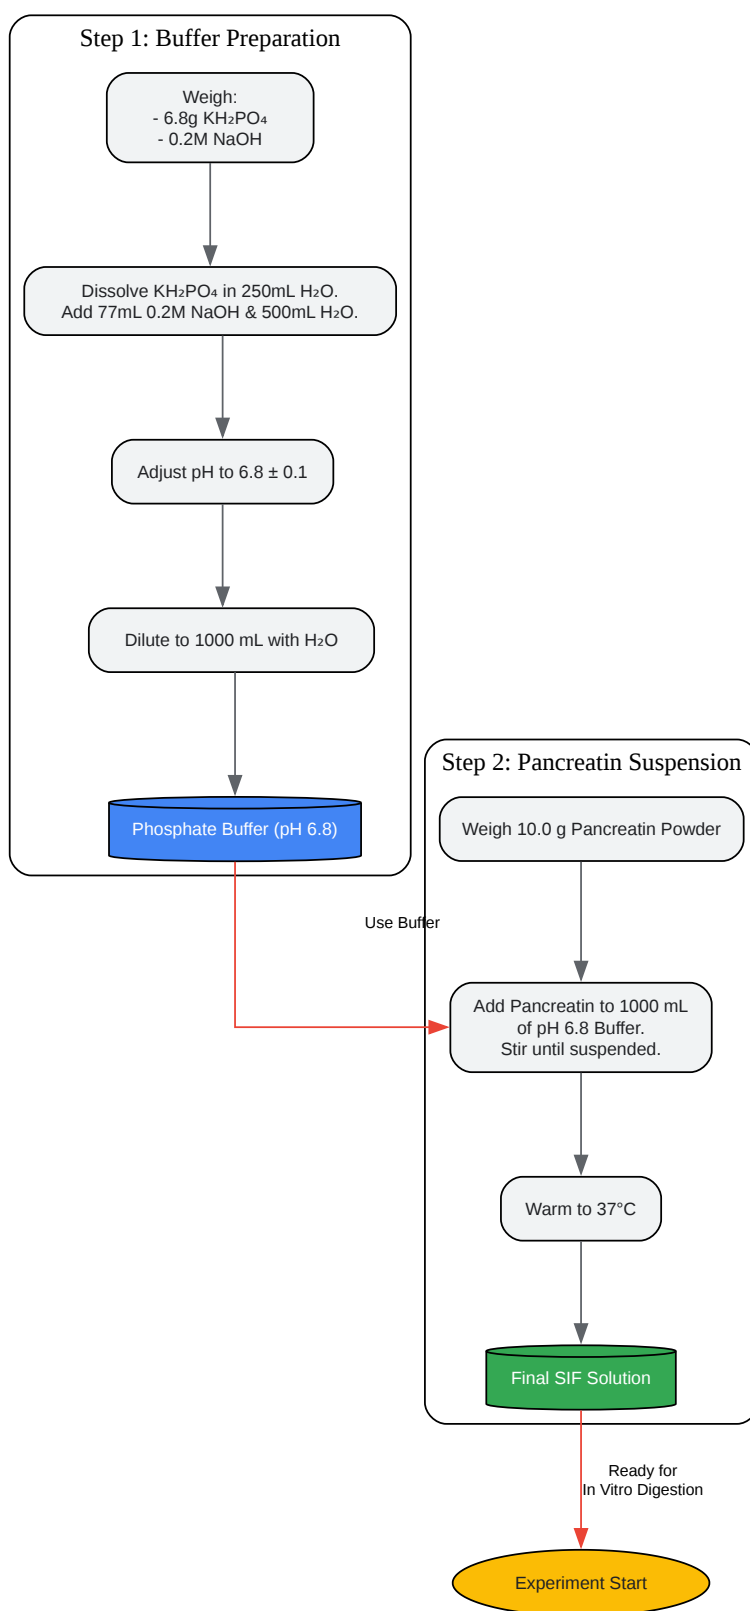 Step 1: Buffer Preparation
Weigh:
- 6.8g KH₂PO₄
- 0.2M NaOH
Dissolve KH₂PO₄ in 250mL H₂O.
Add 77mL 0.2M NaOH & 500mL H₂O.
Adjust pH to 6.8 ± 0.1
Dilute to 1000 mL with H₂O
Phosphate Buffer (pH 6.8)
Use Buffer
Step 2: Pancreatin Suspension
Weigh 10.0 g Pancreatin Powder
Add Pancreatin to 1000 mL
of pH 6.8 Buffer.
Stir until suspended.
Warm to 37°C
Final SIF Solution
Ready for
In Vitro Digestion
Experiment Start